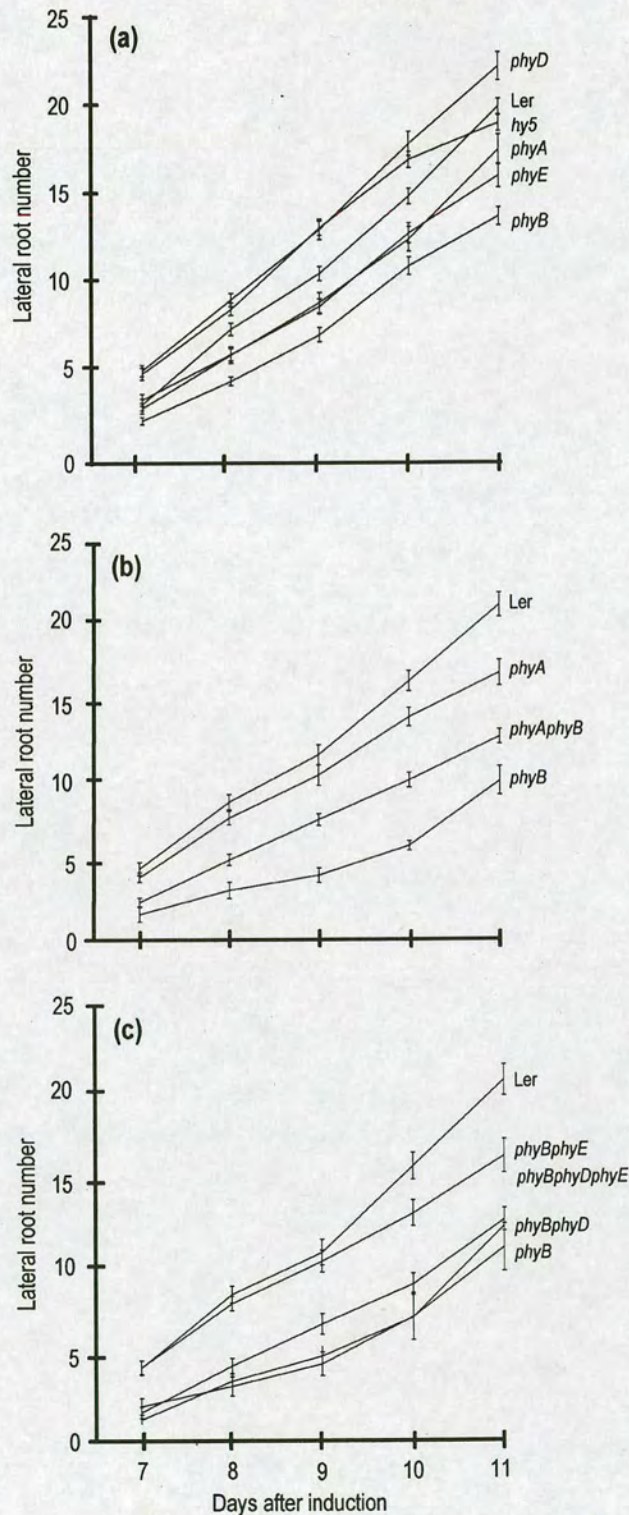 (a)
25
20
15
10
5
0
Lateral root number
phyD
Ler
hy5
phyA
phyE
phyB
(b)
25
20
15
10
5
0
Lateral root number
Ler
phyA
phyAphyB
phyB
(c)
25
20
15
10
5
0
Lateral root number
Ler
phyBphyE
phyBphyDphyE
phyBphyD
phyB
7 8 9 10 11
Days after induction